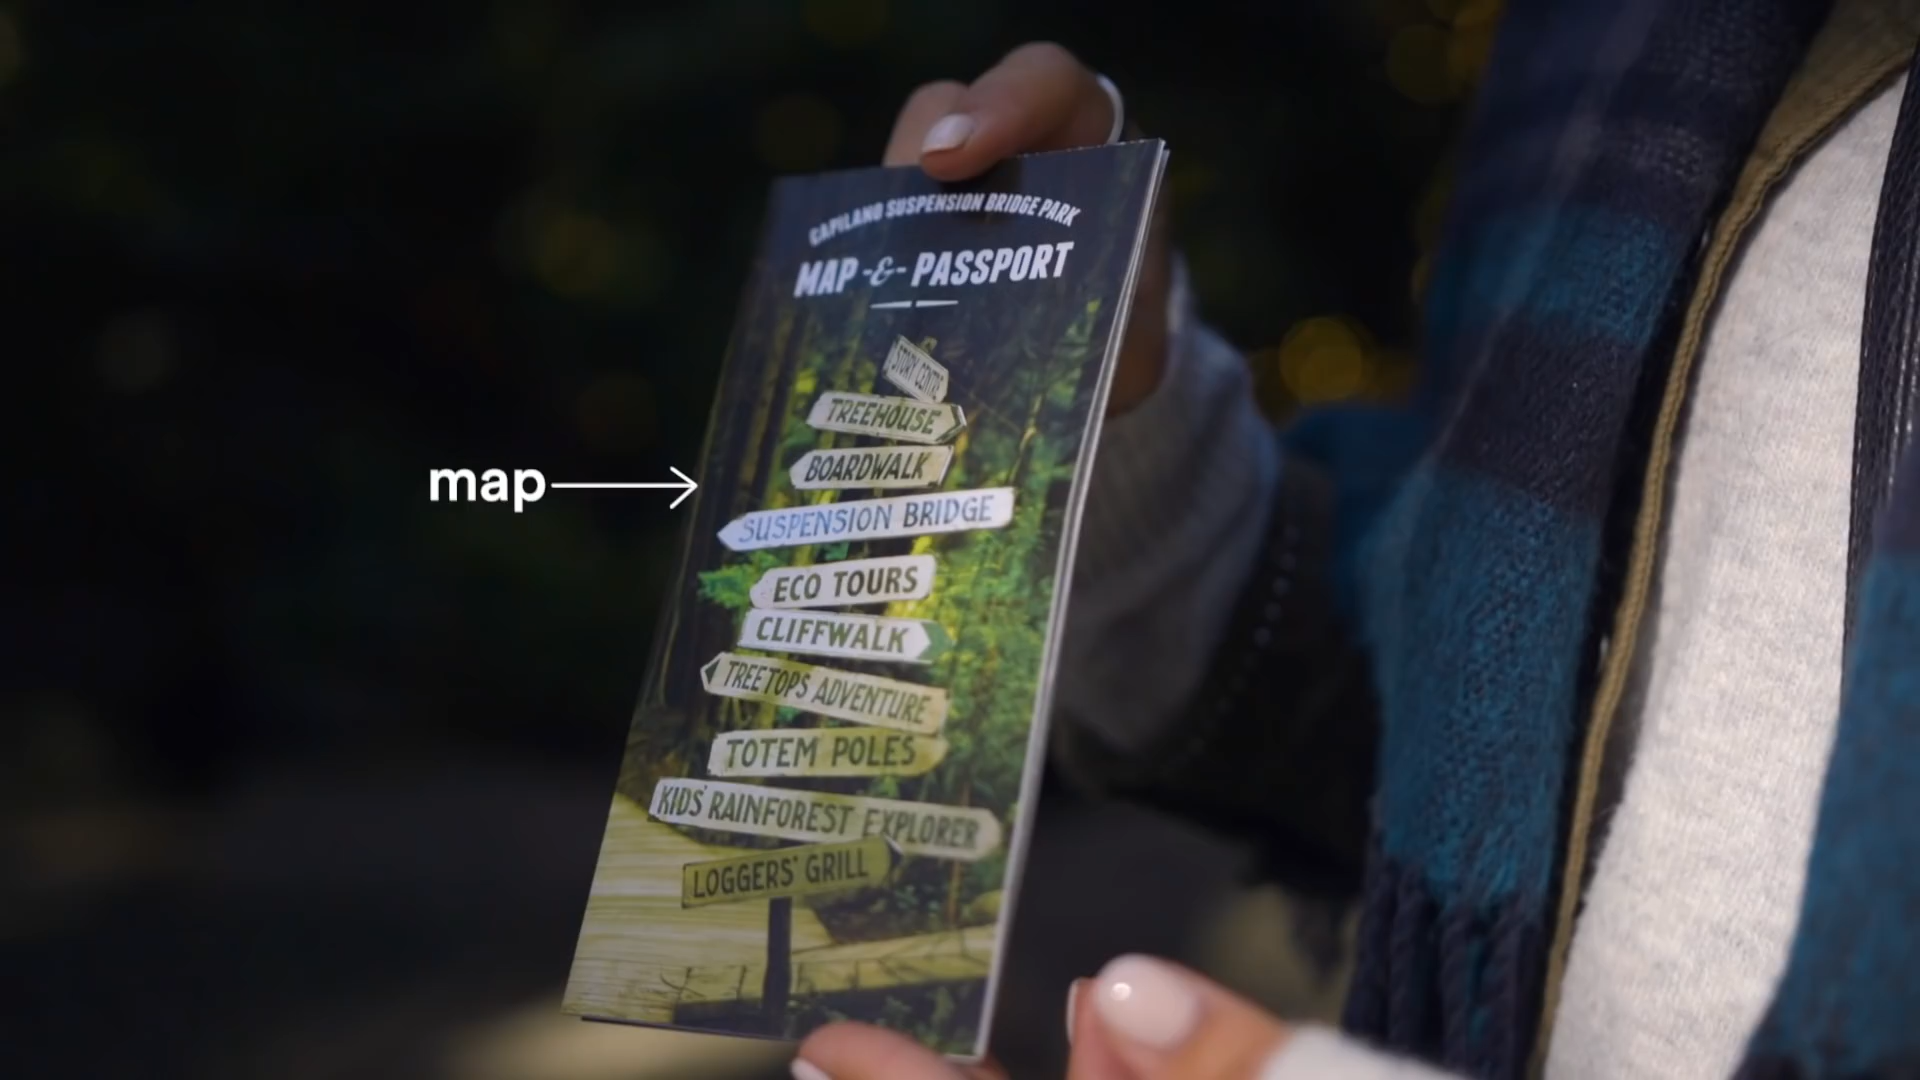 CAPILANO SUSPENSION BRIDGE PARK
MAP -&- PASSPORT
STORY CENTRE
TREEHOUSE
BOARDWALK
map
SUSPENSION BRIDGE
ECO TOURS
CLIFFWALK
TREETOPS ADVENTURE
TOTEM POLES
KIDS' RAINFOREST EXPLORER
LOGGERS' GRILL